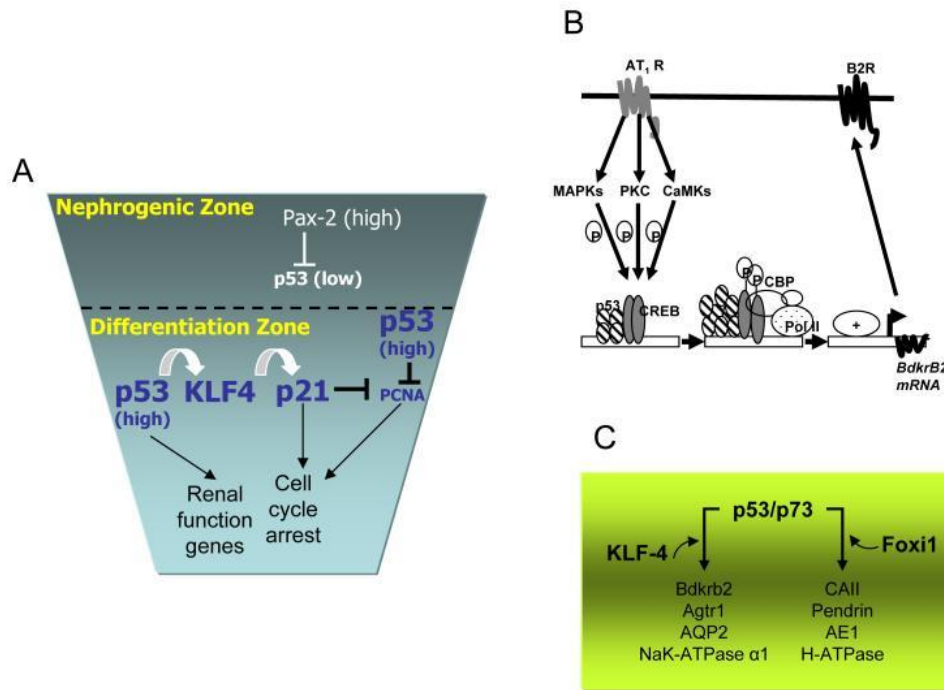 A
Nephrogenic Zone
Pax-2 (high)
p53 (low)
Differentiation Zone
p53
(high)
p53 KLF4 p21 PCNA
(high)
Renal
function
genes
Cell
cycle
arrest
B
AT1 R
B2R
MAPKs PKC CaMKs
P P P
p53 CREB
P P CBP
Pol II
+
BdkrB2
mRNA
C
p53/p73
KLF-4
Foxi1
Bdkrb2
Agtr1
AQP2
NaK-ATPase α1
CAII
Pendrin
AE1
H-ATPase